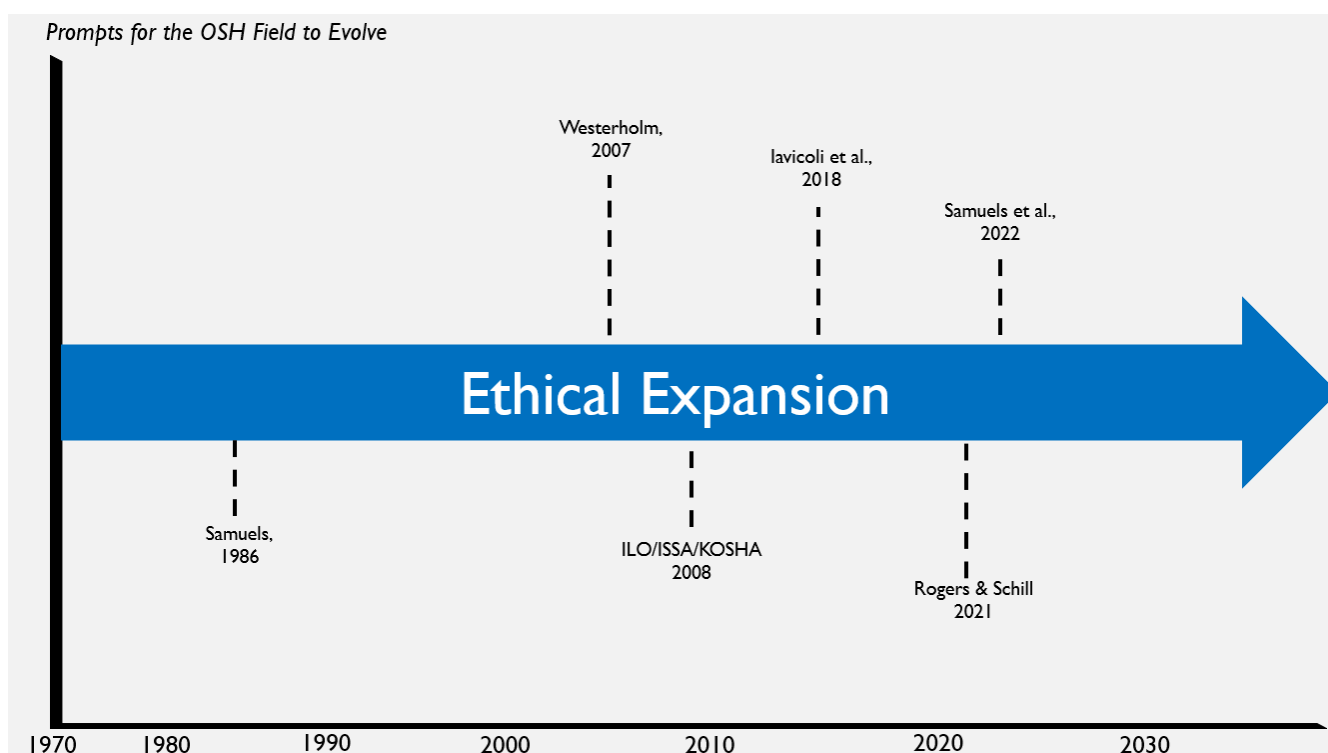 Prompts for the OSH Field to Evolve
Westerholm,
2007
Iavicoli et al.,
2018
Samuels et al.,
2022
Ethical Expansion
Samuels,
1986
ILO/ISSA/KOSHA
2008
Rogers & Schill
2021
1970 1980 1990 2000 2010 2020 2030